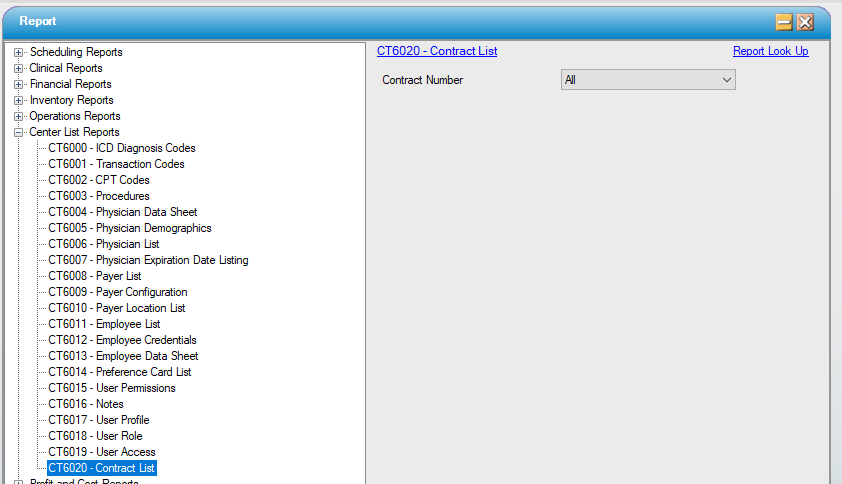 Report
Scheduling Reports
Clinical Reports
Financial Reports
Inventory Reports
Operations Reports
Center List Reports
CT6000 - ICD Diagnosis Codes
CT6001 - Transaction Codes
CT6002 - CPT Codes
CT6003 - Procedures
CT6004 - Physician Data Sheet
CT6005 - Physician Demographics
CT6006 - Physician List
CT6007 - Physician Expiration Date Listing
CT6008 - Payer List
CT6009 - Payer Configuration
CT6010 - Payer Location List
CT6011 - Employee List
CT6012 - Employee Credentials
CT6013 - Employee Data Sheet
CT6014 - Preference Card List
CT6015 - User Permissions
CT6016 - Notes
CT6017 - User Profile
CT6018 - User Role
CT6019 - User Access
CT6020 - Contract List
Profit and Cost Reports
CT6020 - Contract List
Report Look Up
Contract Number
All